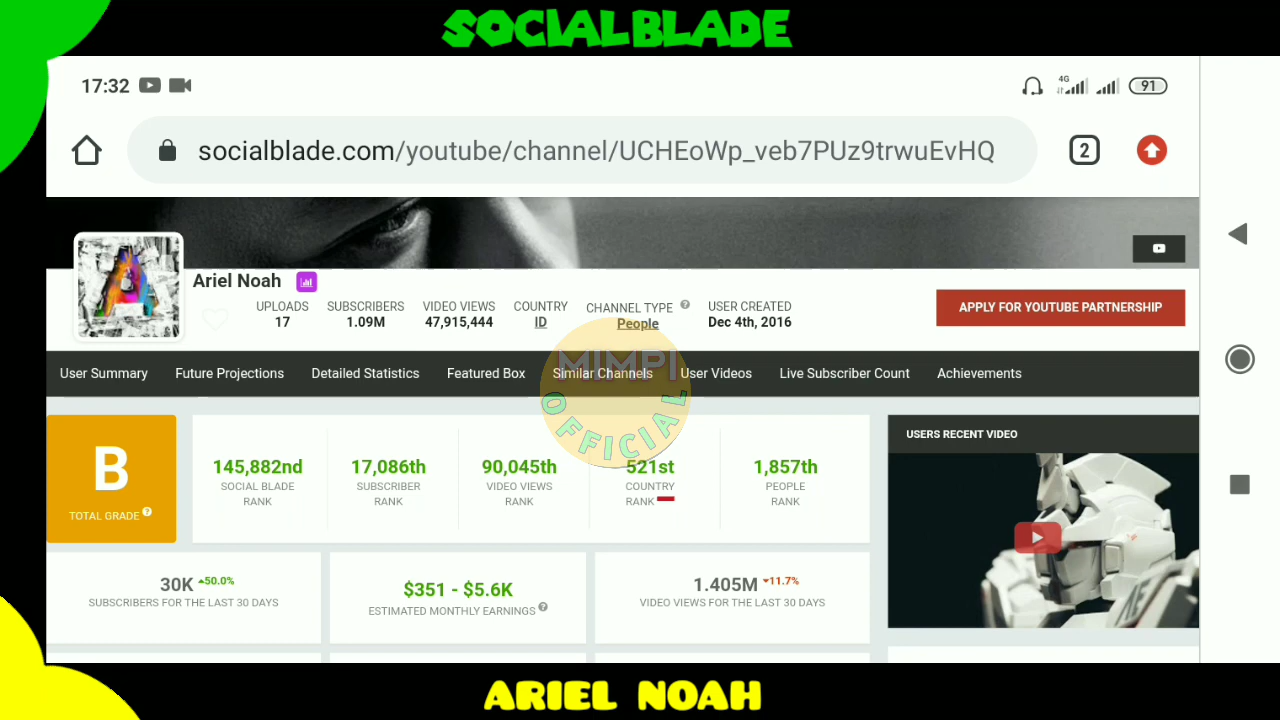 SOCIALBLADE
17:32
4G
91
socialblade.com/youtube/channel/UCHEoWp_veb7PUz9trwuEvHQ
2
Ariel Noah
UPLOADS
17
SUBSCRIBERS
1.09M
VIDEO VIEWS
47,915,444
COUNTRY
ID
CHANNEL TYPE
People
USER CREATED
Dec 4th, 2016
APPLY FOR YOUTUBE PARTNERSHIP
User Summary Future Projections Detailed Statistics Featured Box Similar Channels User Videos Live Subscriber Count Achievements
MIMPI
OFFICIAL
B
TOTAL GRADE
145,882nd
SOCIAL BLADE
RANK
17,086th
SUBSCRIBER
RANK
90,045th
VIDEO VIEWS
RANK
521st
COUNTRY
RANK
1,857th
PEOPLE
RANK
USERS RECENT VIDEO
30K 50.0%
SUBSCRIBERS FOR THE LAST 30 DAYS
$351 - $5.6K
ESTIMATED MONTHLY EARNINGS
1.405M 11.7%
VIDEO VIEWS FOR THE LAST 30 DAYS
ARIEL NOAH